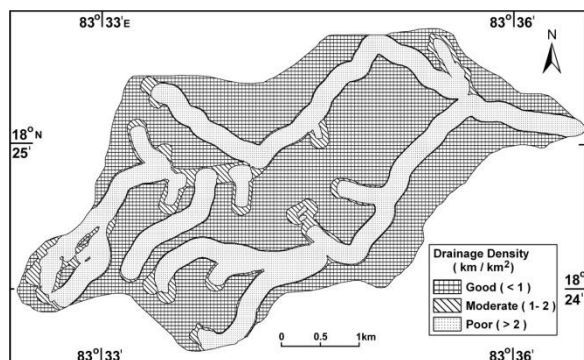 83° 33' E
83° 36'
N
18° N
25'
Drainage Density
( km / km² )
Good ( < 1 )
Moderate ( 1- 2 )
Poor ( > 2 )
18°
24'
0 0.5 1km
83° 33'
83° 36'